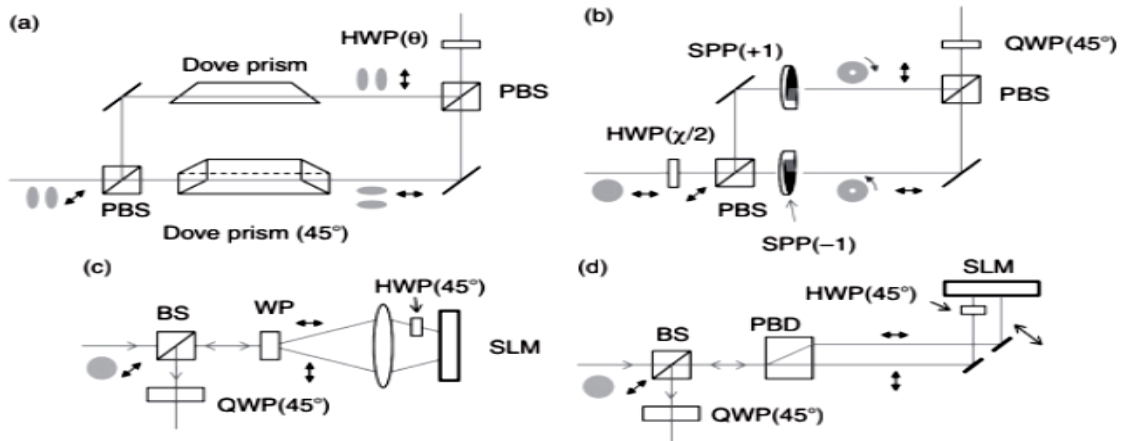 (a)
HWP(θ)
Dove prism
PBS
PBS
Dove prism (45°)
(b)
SPP(+1)
QWP(45°)
PBS
HWP(χ/2)
PBS
SPP(−1)
(c)
HWP(45°)
BS
WP
SLM
QWP(45°)
(d)
SLM
HWP(45°)
PBD
BS
QWP(45°)